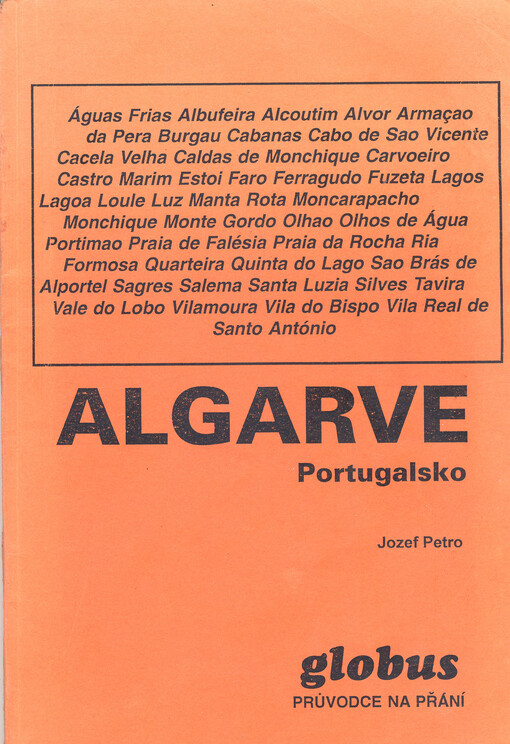 Águas Frias Albufeira Alcoutim Alvor Armaçao
da Pera Burgau Cabanas Cabo de Sao Vicente
Cacela Velha Caldas de Monchique Carvoeiro
Castro Marim Estoi Faro Ferragudo Fuzeta Lagos
Lagoa Loule Luz Manta Rota Moncarapacho
Monchique Monte Gordo Olhao Olhos de Água
Portimao Praia de Falésia Praia da Rocha Ria
Formosa Quarteira Quinta do Lago Sao Brás de
Alportel Sagres Salema Santa Luzia Silves Tavira
Vale do Lobo Vilamoura Vila do Bispo Vila Real de
Santo António
ALGARVE
Portugalsko
Jozef Petro
globus
PRŮVODCE NA PŘÁNÍ